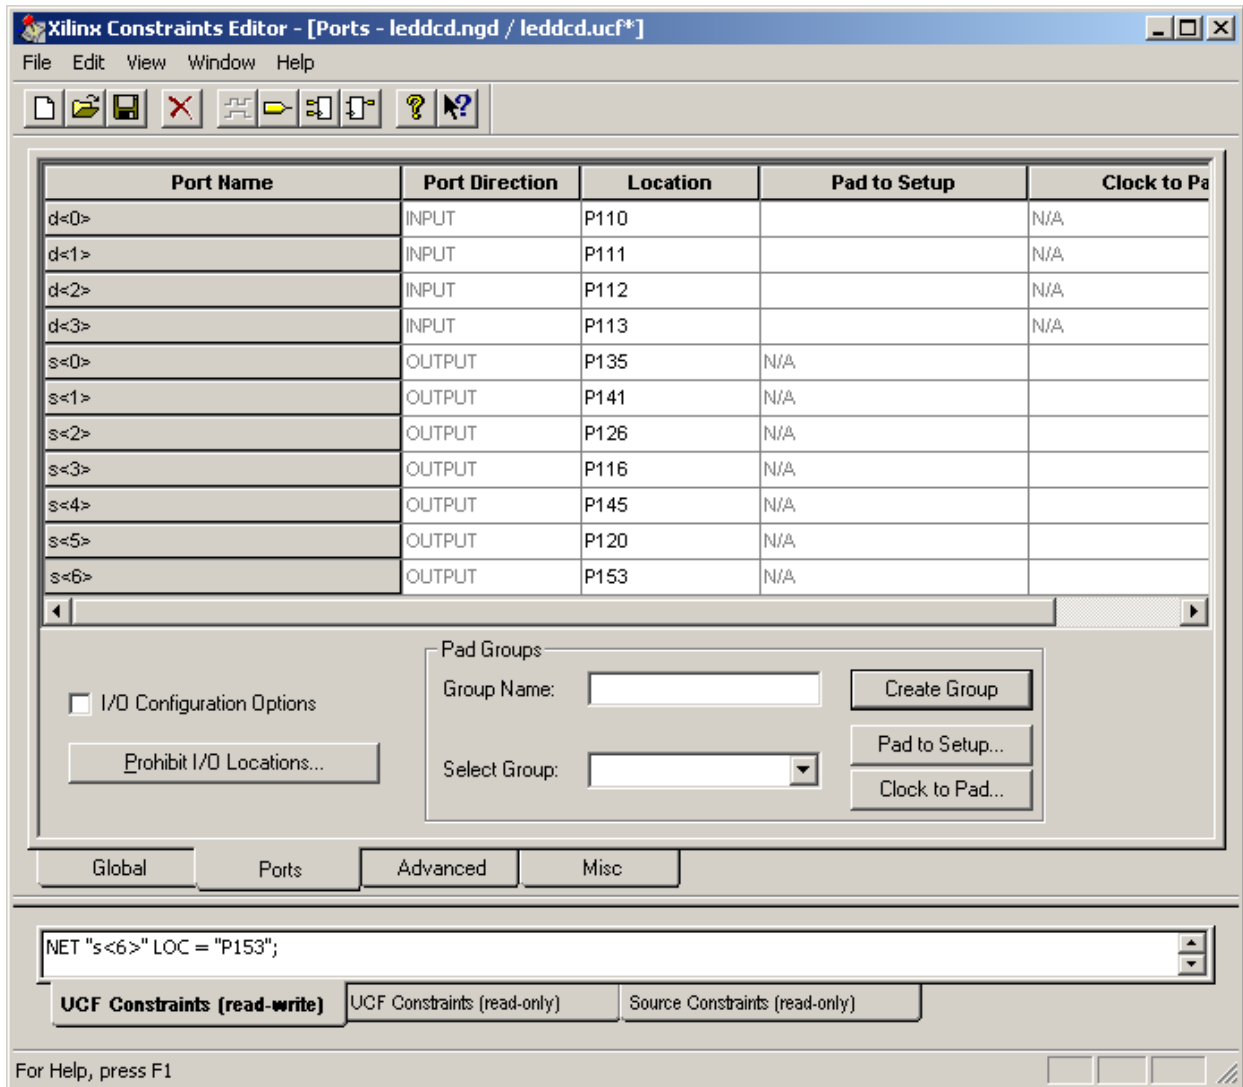 Xilinx Constraints Editor - [Ports - leddcd.ngd / leddcd.ucf*]
File Edit View Window Help
Port Name Port Direction Location Pad to Setup Clock to Pa
d<0> INPUT P110 N/A
d<1> INPUT P111 N/A
d<2> INPUT P112 N/A
d<3> INPUT P113 N/A
s<0> OUTPUT P135 N/A
s<1> OUTPUT P141 N/A
s<2> OUTPUT P126 N/A
s<3> OUTPUT P116 N/A
s<4> OUTPUT P145 N/A
s<5> OUTPUT P120 N/A
s<6> OUTPUT P153 N/A
Pad Groups
I/O Configuration Options
Group Name: Create Group
Prohibit I/O Locations...
Pad to Setup...
Select Group:
Clock to Pad...
Global Ports Advanced Misc
NET "s<6>" LOC = "P153";
UCF Constraints (read-write) UCF Constraints (read-only) Source Constraints (read-only)
For Help, press F1